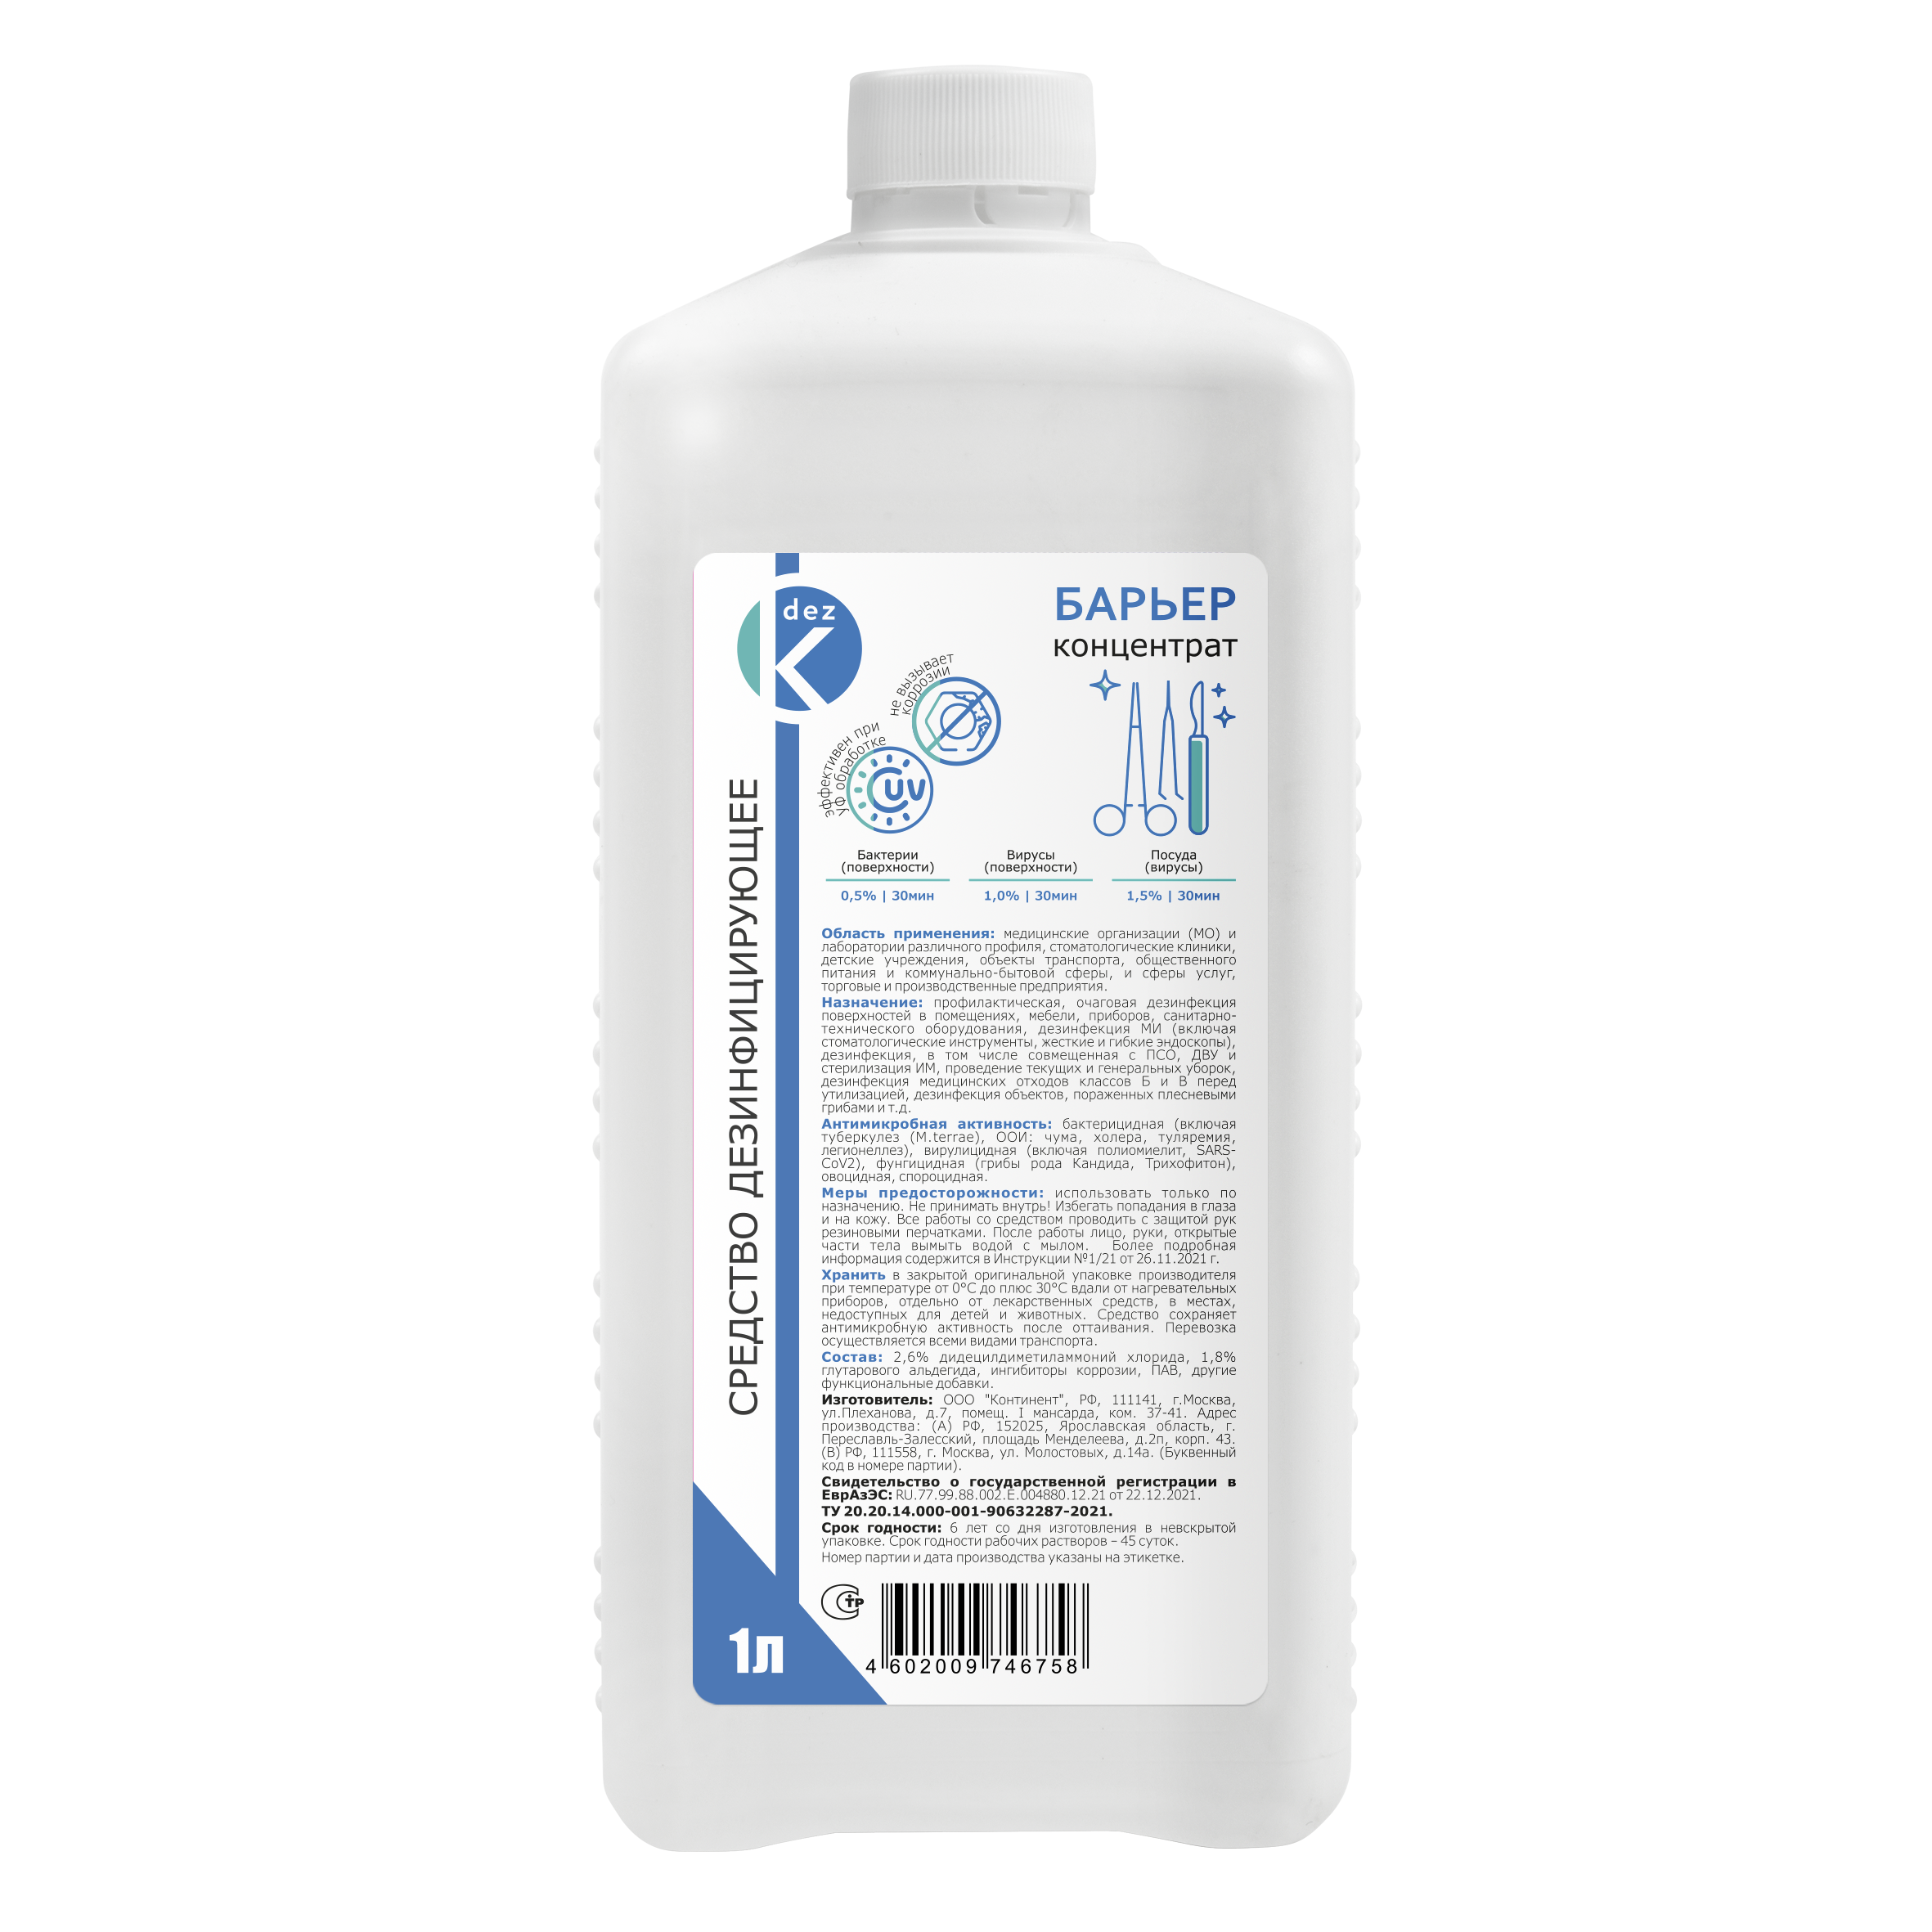 dez
K
БАРЬЕР
концентрат
не вызывает
коррозии
эффективен при
УФ обработке
UV
СРЕДСТВО ДЕЗИНФИЦИРУЮЩЕЕ
Бактерии
(поверхности)
0,5% | 30мин
Вирусы
(поверхности)
1,0% | 30мин
Посуда
(вирусы)
1,5% | 30мин
Область применения: медицинские организации (МО) и
лаборатории различного профиля, стоматологические клиники,
детские учреждения, объекты транспорта, общественного
питания и коммунально-бытовой сферы, и сферы услуг,
торговые и производственные предприятия.
Назначение: профилактическая, очаговая дезинфекция
поверхностей в помещениях, мебели, приборов, санитарно-
технического оборудования, дезинфекция МИ (включая
стоматологические инструменты, жесткие и гибкие эндоскопы),
дезинфекция, в том числе совмещенная с ПСО, ДВУ и
стерилизация ИМ, проведение текущих и генеральных уборок,
дезинфекция медицинских отходов классов Б и В перед
утилизацией, дезинфекция объектов, пораженных плесневыми
грибами и т.д.
Антимикробная активность: бактерицидная (включая
туберкулез (M.terrae), ООИ: чума, холера, туляремия,
легионеллез), вирулицидная (включая полиомиелит, SARS-
CoV2), фунгицидная (грибы рода Кандида, Трихофитон),
овоцидная, спороцидная.
Меры предосторожности: использовать только по
назначению. Не принимать внутрь! Избегать попадания в глаза
и на кожу. Все работы со средством проводить с защитой рук
резиновыми перчатками. После работы лицо, руки, открытые
части тела вымыть водой с мылом. Более подробная
информация содержится в Инструкции №1/21 от 26.11.2021 г.
Хранить в закрытой оригинальной упаковке производителя
при температуре от 0°С до плюс 30°С вдали от нагревательных
приборов, отдельно от лекарственных средств, в местах,
недоступных для детей и животных. Средство сохраняет
антимикробную активность после оттаивания. Перевозка
осуществляется всеми видами транспорта.
Состав: 2,6% дидецилдиметиламмоний хлорида, 1,8%
глутарового альдегида, ингибиторы коррозии, ПАВ, другие
функциональные добавки.
Изготовитель: ООО "Континент", РФ, 111141, г.Москва,
ул.Плеханова, д.7, помещ. I мансарда, ком. 37-41. Адрес
производства: (А) РФ, 152025, Ярославская область, г.
Переславль-Залесский, площадь Менделеева, д.2п, корп. 43.
(В) РФ, 111558, г. Москва, ул. Молостовых, д.14а. (Буквенный
код в номере партии).
Свидетельство о государственной регистрации в
ЕврАзЭС: RU.77.99.88.002.E.004880.12.21 от 22.12.2021.
ТУ 20.20.14.000-001-90632287-2021.
Срок годности: 6 лет со дня изготовления в невскрытой
упаковке. Срок годности рабочих растворов – 45 суток.
Номер партии и дата производства указаны на этикетке.
1л
СТР
4 602009 746758